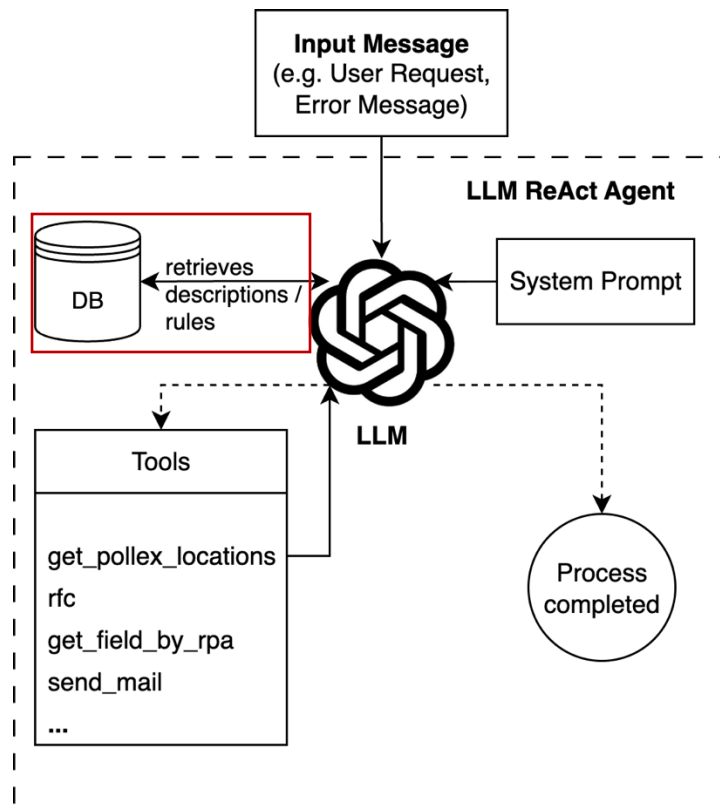 Input Message
(e.g. User Request,
Error Message)
LLM ReAct Agent
DB
retrieves
descriptions /
rules
System Prompt
LLM
Tools
get_pollex_locations
rfc
get_field_by_rpa
send_mail
...
Process
completed